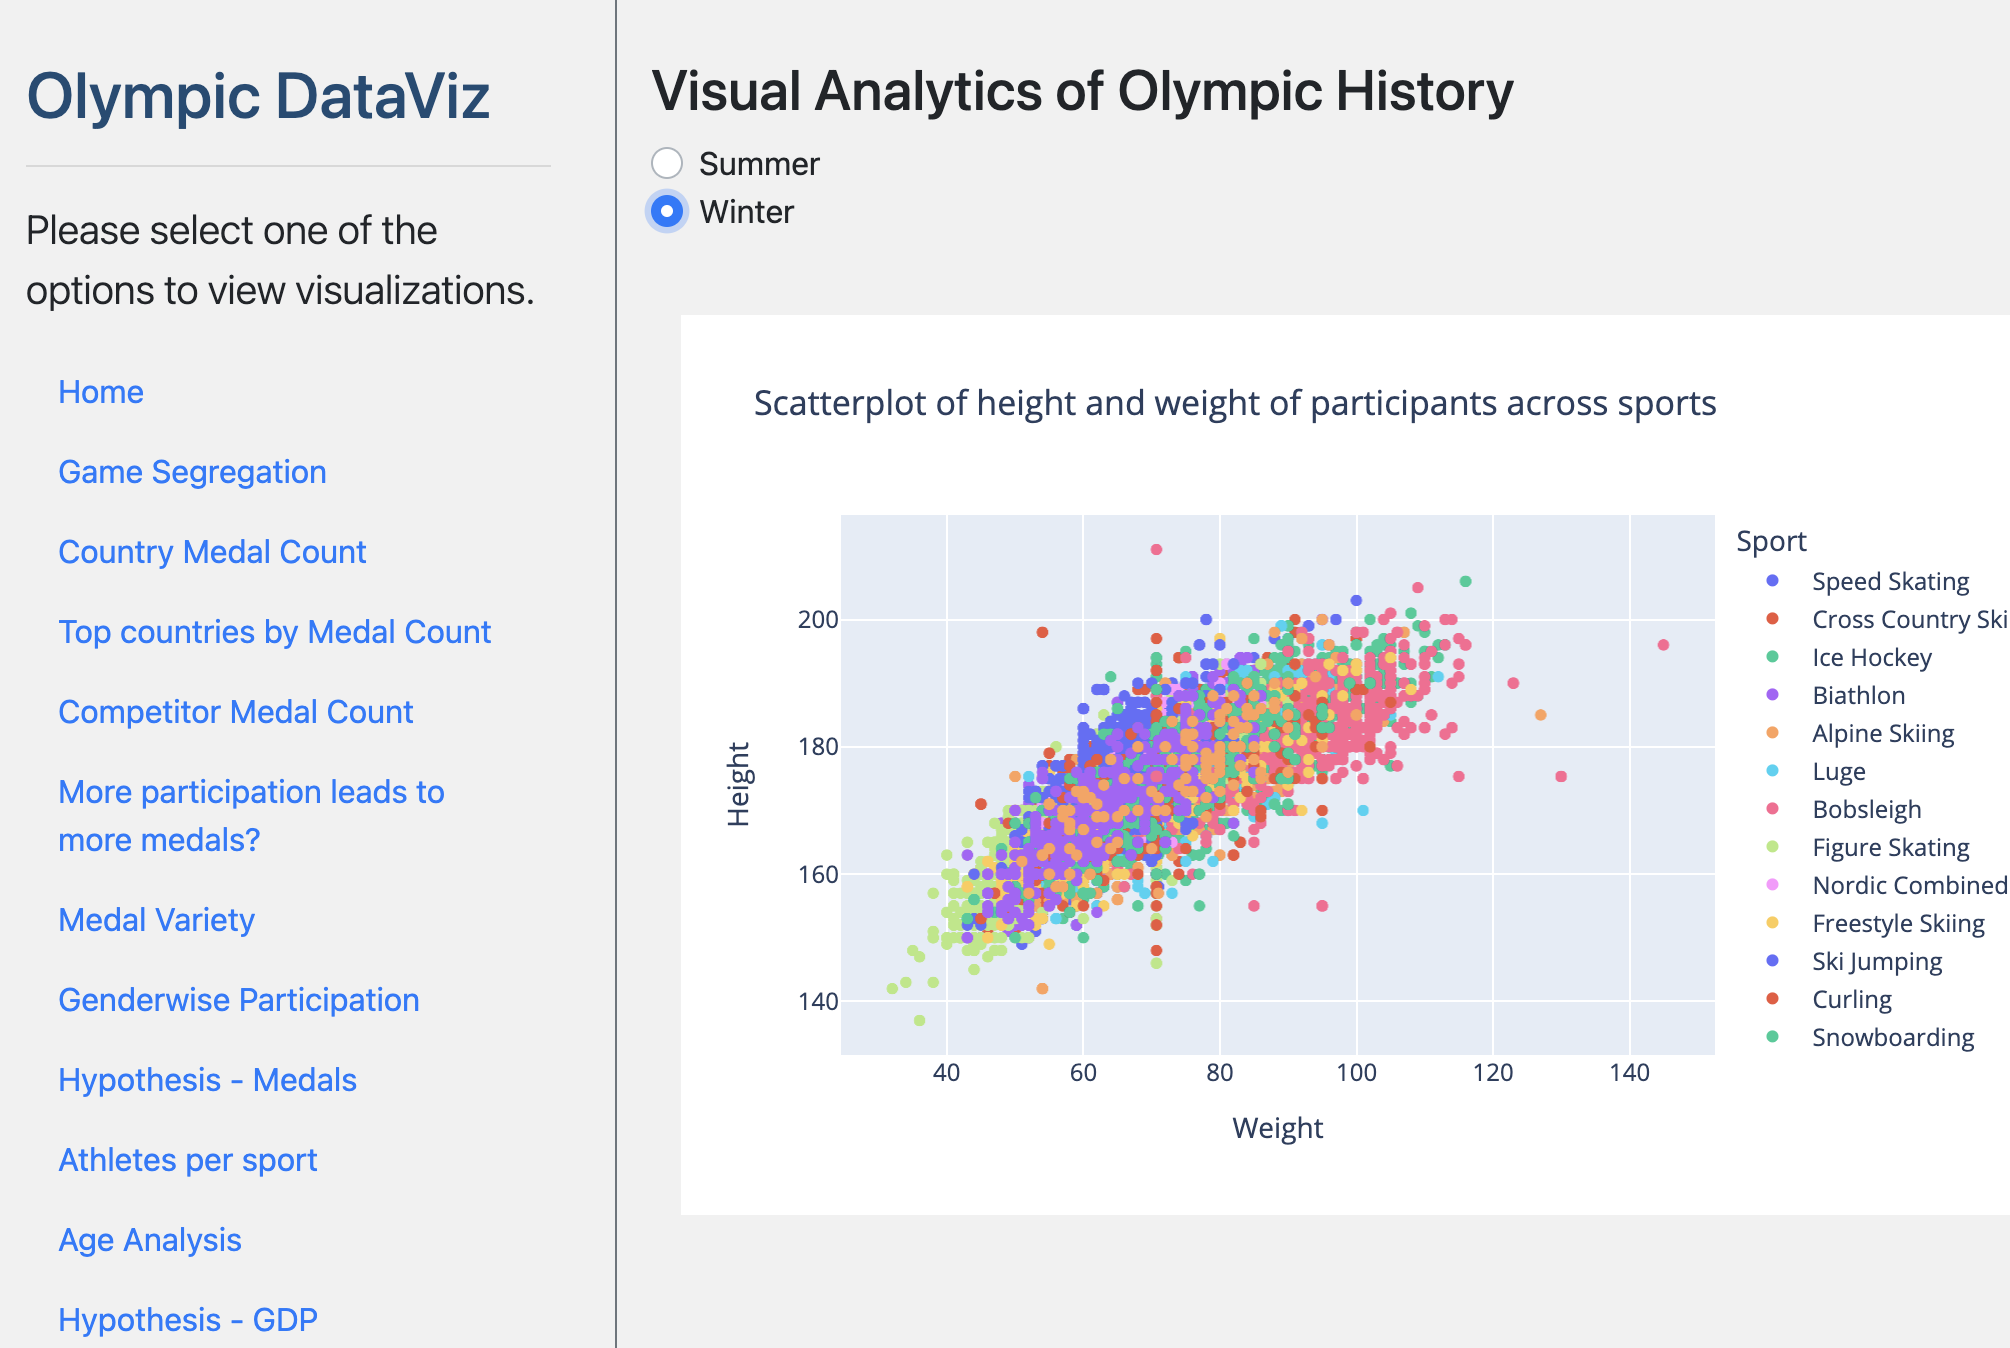 Olympic DataViz
Please select one of the
options to view visualizations.
Home
Game Segregation
Country Medal Count
Top countries by Medal Count
Competitor Medal Count
More participation leads to
more medals?
Medal Variety
Genderwise Participation
Hypothesis - Medals
Athletes per sport
Age Analysis
Hypothesis - GDP
Visual Analytics of Olympic History
Summer
Winter
Scatterplot of height and weight of participants across sports
Height
200
180
160
140
40 60 80 100 120 140
Weight
Sport
Speed Skating
Cross Country Ski
Ice Hockey
Biathlon
Alpine Skiing
Luge
Bobsleigh
Figure Skating
Nordic Combined
Freestyle Skiing
Ski Jumping
Curling
Snowboarding